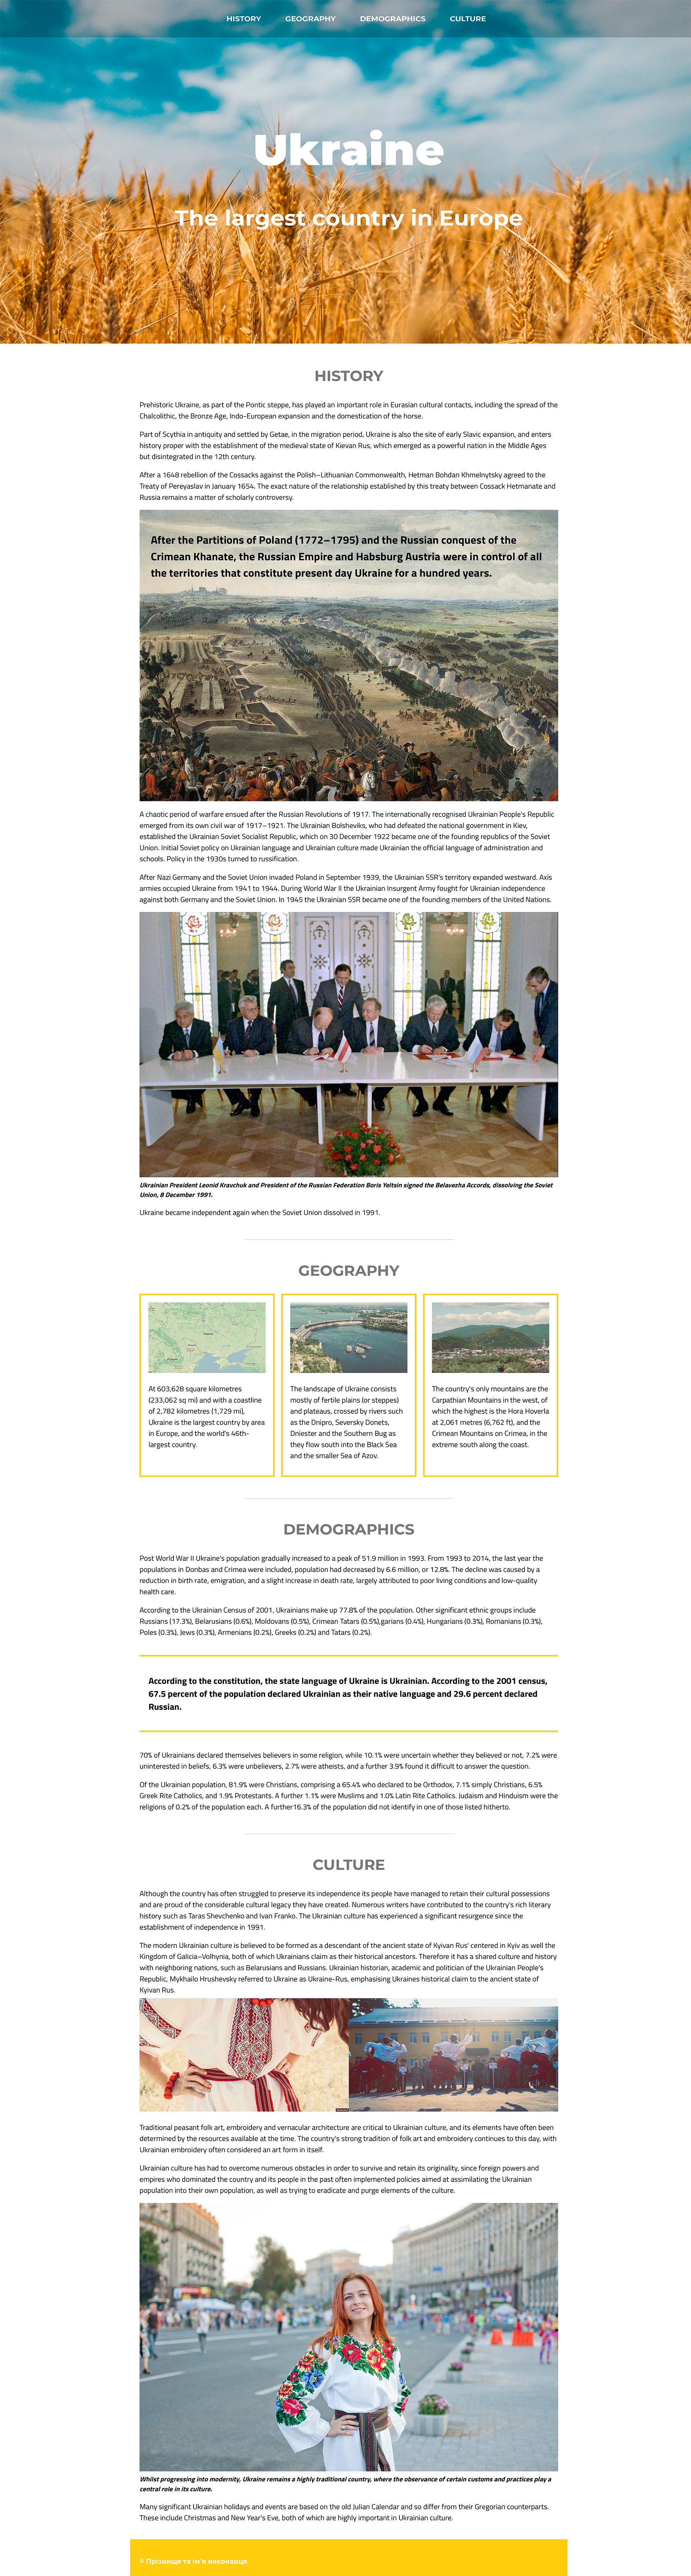 HISTORY GEOGRAPHY DEMOGRAPHICS CULTURE
Ukraine
The largest country in Europe
HISTORY
Prehistoric Ukraine, as part of the Pontic steppe, has played an important role in Eurasian cultural contacts, including the spread of the
Chalcolithic, the Bronze Age, Indo-European expansion and the domestication of the horse.
Part of Scythia in antiquity and settled by Getae, in the migration period, Ukraine is also the site of early Slavic expansion, and enters
history proper with the establishment of the medieval state of Kievan Rus, which emerged as a powerful nation in the Middle Ages
but disintegrated in the 12th century.
After a 1648 rebellion of the Cossacks against the Polish–Lithuanian Commonwealth, Hetman Bohdan Khmelnytsky agreed to the
Treaty of Pereyaslav in January 1654. The exact nature of the relationship established by this treaty between Cossack Hetmanate and
Russia remains a matter of scholarly controversy.
After the Partitions of Poland (1772–1795) and the Russian conquest of the
Crimean Khanate, the Russian Empire and Habsburg Austria were in control of all
the territories that constitute present day Ukraine for a hundred years.
A chaotic period of warfare ensued after the Russian Revolutions of 1917. The internationally recognised Ukrainian People's Republic
emerged from its own civil war of 1917–1921. The Ukrainian Bolsheviks, who had defeated the national government in Kiev,
established the Ukrainian Soviet Socialist Republic, which on 30 December 1922 became one of the founding republics of the Soviet
Union. Initial Soviet policy on Ukrainian language and Ukrainian culture made Ukrainian the official language of administration and
schools. Policy in the 1930s turned to russification.
After Nazi Germany and the Soviet Union invaded Poland in September 1939, the Ukrainian SSR's territory expanded westward. Axis
armies occupied Ukraine from 1941 to 1944. During World War II the Ukrainian Insurgent Army fought for Ukrainian independence
against both Germany and the Soviet Union. In 1945 the Ukrainian SSR became one of the founding members of the United Nations.
Ukrainian President Leonid Kravchuk and President of the Russian Federation Boris Yeltsin signed the Belavezha Accords, dissolving the Soviet
Union, 8 December 1991.
Ukraine became independent again when the Soviet Union dissolved in 1991.
GEOGRAPHY
At 603,628 square kilometres
(233,062 sq mi) and with a coastline
of 2,782 kilometres (1,729 mi),
Ukraine is the largest country by area
in Europe, and the world's 46th-
largest country.
The landscape of Ukraine consists
mostly of fertile plains (or steppes)
and plateaus, crossed by rivers such
as the Dnipro, Seversky Donets,
Dniester and the Southern Bug as
they flow south into the Black Sea
and the smaller Sea of Azov.
The country's only mountains are the
Carpathian Mountains in the west, of
which the highest is the Hora Hoverla
at 2,061 metres (6,762 ft), and the
Crimean Mountains on Crimea, in the
extreme south along the coast.
DEMOGRAPHICS
Post World War II Ukraine's population gradually increased to a peak of 51.9 million in 1993. From 1993 to 2014, the last year the
populations in Donbas and Crimea were included, population had decreased by 6.6 million, or 12.8%. The decline was caused by a
reduction in birth rate, emigration, and a slight increase in death rate, largely attributed to poor living conditions and low-quality
health care.
According to the Ukrainian Census of 2001, Ukrainians make up 77.8% of the population. Other significant ethnic groups include
Russians (17.3%), Belarusians (0.6%), Moldovans (0.5%), Crimean Tatars (0.5%),garians (0.4%), Hungarians (0.3%), Romanians (0.3%),
Poles (0.3%), Jews (0.3%), Armenians (0.2%), Greeks (0.2%) and Tatars (0.2%).
According to the constitution, the state language of Ukraine is Ukrainian. According to the 2001 census,
67.5 percent of the population declared Ukrainian as their native language and 29.6 percent declared
Russian.
70% of Ukrainians declared themselves believers in some religion, while 10.1% were uncertain whether they believed or not, 7.2% were
uninterested in beliefs, 6.3% were unbelievers, 2.7% were atheists, and a further 3.9% found it difficult to answer the question.
Of the Ukrainian population, 81.9% were Christians, comprising a 65.4% who declared to be Orthodox, 7.1% simply Christians, 6.5%
Greek Rite Catholics, and 1.9% Protestants. A further 1.1% were Muslims and 1.0% Latin Rite Catholics. Judaism and Hinduism were the
religions of 0.2% of the population each. A further16.3% of the population did not identify in one of those listed hitherto.
CULTURE
Although the country has often struggled to preserve its independence its people have managed to retain their cultural possessions
and are proud of the considerable cultural legacy they have created. Numerous writers have contributed to the country's rich literary
history such as Taras Shevchenko and Ivan Franko. The Ukrainian culture has experienced a significant resurgence since the
establishment of independence in 1991.
The modern Ukrainian culture is believed to be formed as a descendant of the ancient state of Kyivan Rus' centered in Kyiv as well the
Kingdom of Galicia–Volhynia, both of which Ukrainians claim as their historical ancestors. Therefore it has a shared culture and history
with neighboring nations, such as Belarusians and Russians. Ukrainian historian, academic and politician of the Ukrainian People's
Republic, Mykhailo Hrushevsky referred to Ukraine as Ukraine-Rus, emphasising Ukraines historical claim to the ancient state of
Kyivan Rus.
Traditional peasant folk art, embroidery and vernacular architecture are critical to Ukrainian culture, and its elements have often been
determined by the resources available at the time. The country's strong tradition of folk art and embroidery continues to this day, with
Ukrainian embroidery often considered an art form in itself.
Ukrainian culture has had to overcome numerous obstacles in order to survive and retain its originality, since foreign powers and
empires who dominated the country and its people in the past often implemented policies aimed at assimilating the Ukrainian
population into their own population, as well as trying to eradicate and purge elements of the culture.
Whilst progressing into modernity, Ukraine remains a highly traditional country, where the observance of certain customs and practices play a
central role in its culture.
Many significant Ukrainian holidays and events are based on the old Julian Calendar and so differ from their Gregorian counterparts.
These include Christmas and New Year's Eve, both of which are highly important in Ukrainian culture.
© Прізвище та ім'я виконавця